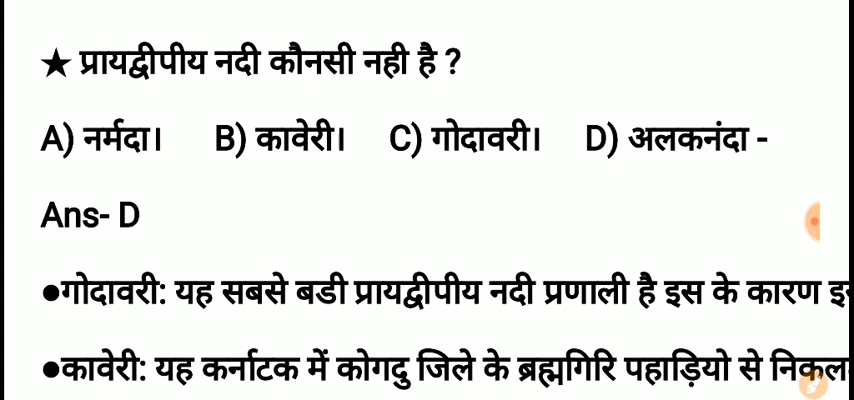 ★ प्रायद्वीपीय नदी कौनसी नही है ?
A) नर्मदा। B) कावेरी। C) गोदावरी। D) अलकनंदा -
Ans- D
●गोदावरी: यह सबसे बडी प्रायद्वीपीय नदी प्रणाली है इस के कारण
●कावेरी: यह कर्नाटक में कोगदु जिले के ब्रह्मगिरि पहाड़ियो से